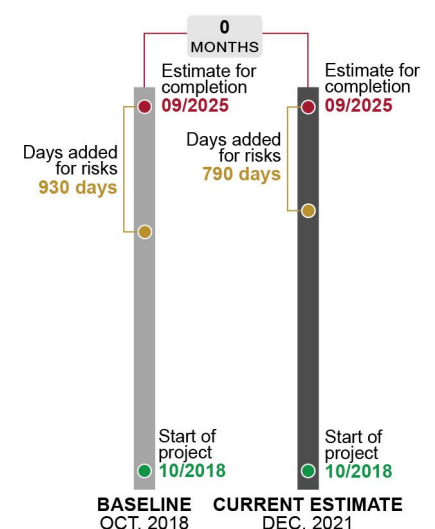 0
MONTHS
Estimate for
completion
09/2025
Estimate for
completion
09/2025
Days added
for risks
930 days
Days added
for risks
790 days
Start of
project
10/2018
Start of
project
10/2018
BASELINE
OCT. 2018
CURRENT ESTIMATE
DEC. 2021